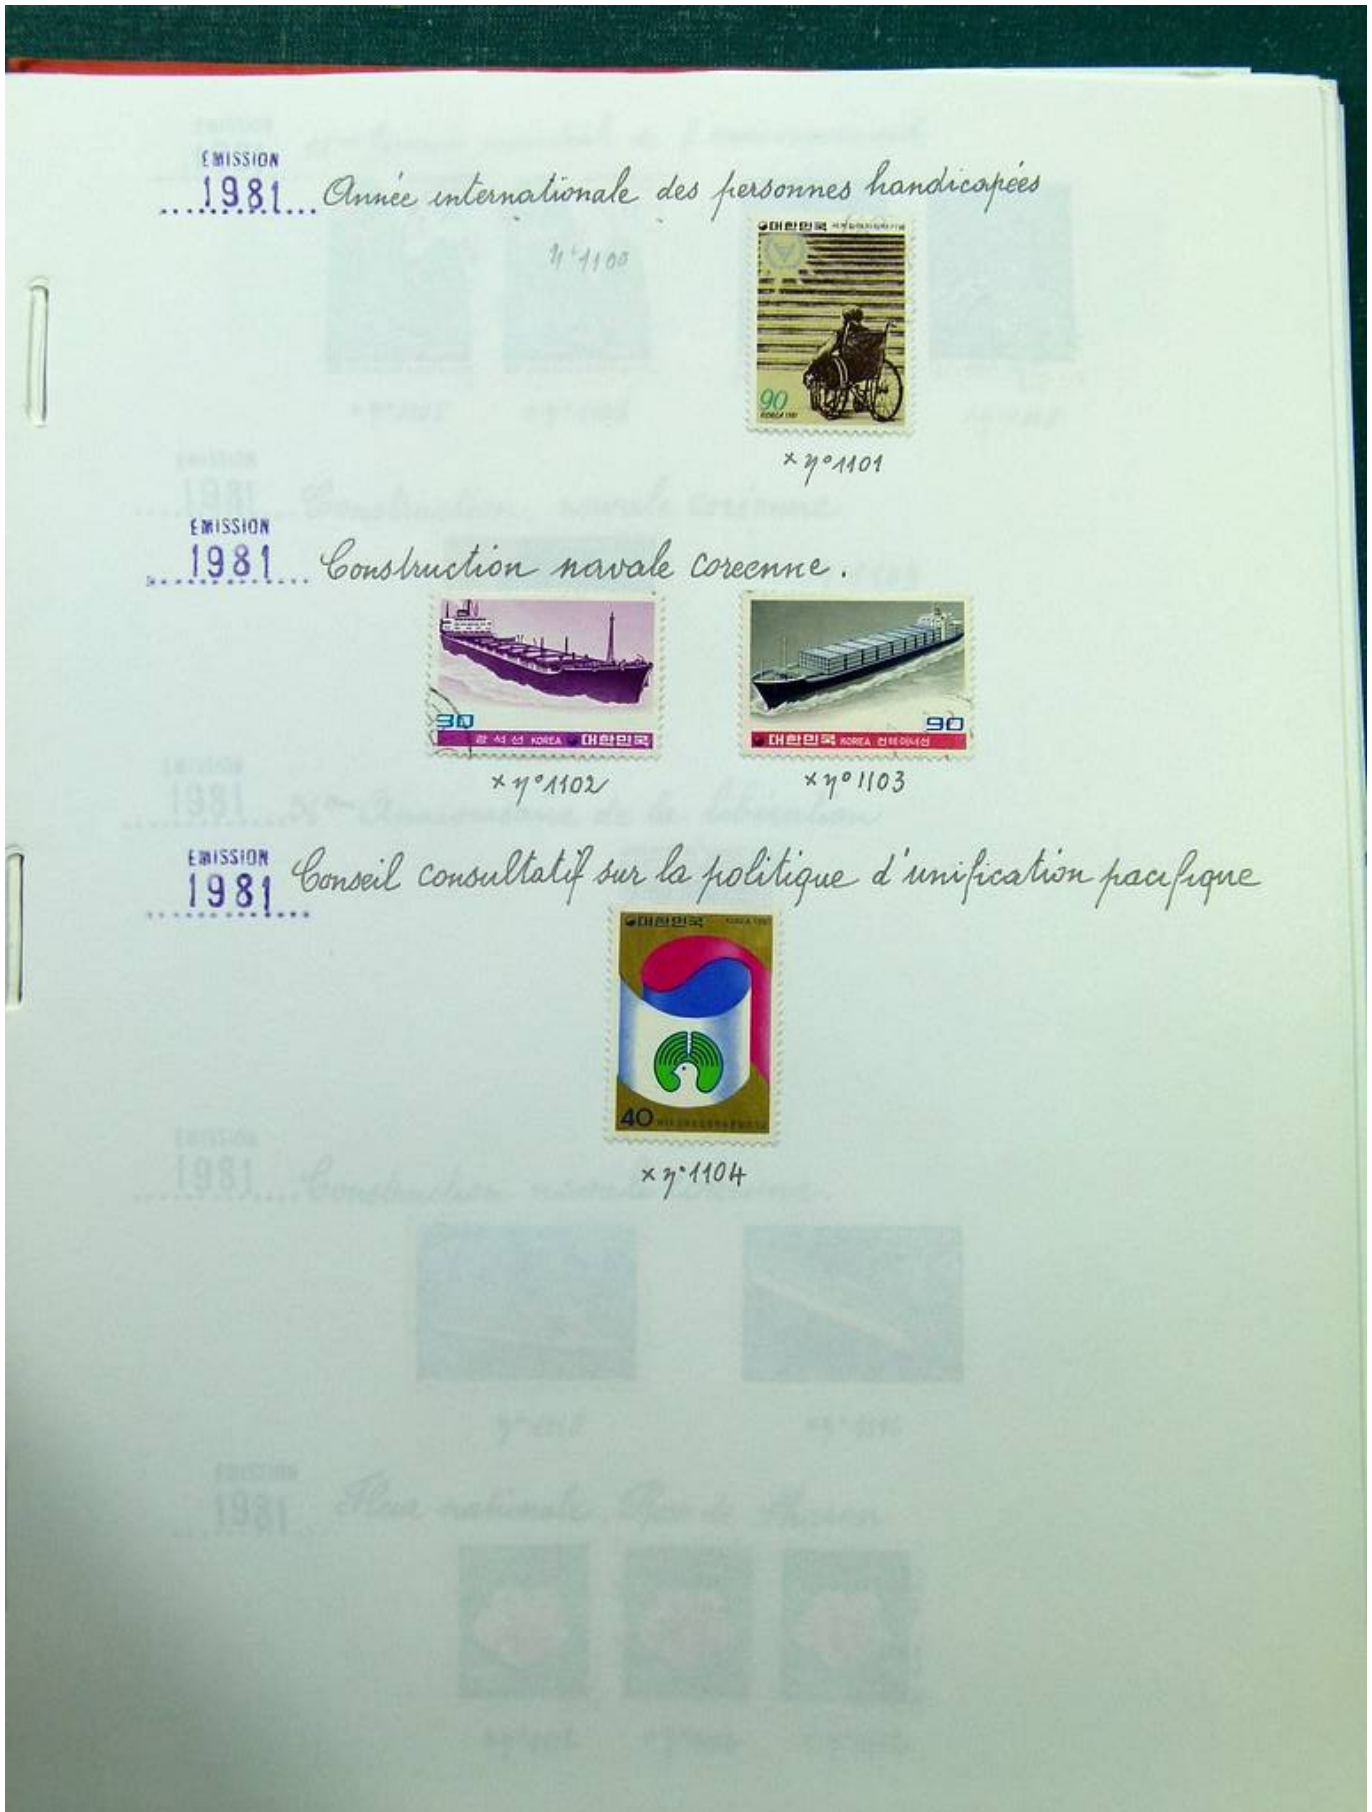 EMISSION
1981 Année internationale des personnes handicapées
n°1100
대한민국
90
KOREA 1981
x n°1101
EMISSION
1981 Construction navale coreenne.
30
광석선 KOREA 대한민국
90
대한민국 KOREA 컨테이너선
x n°1102
x n°1103
EMISSION
1981 Conseil consultatif sur la politique d'unification pacifique
대한민국 KOREA 1981
40
x n°1104